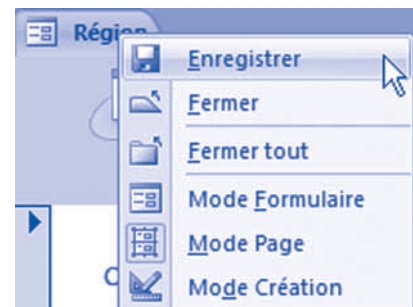 Région
Enregistrer
Fermer
Fermer tout
Mode Formulaire
Mode Page
Mode Création